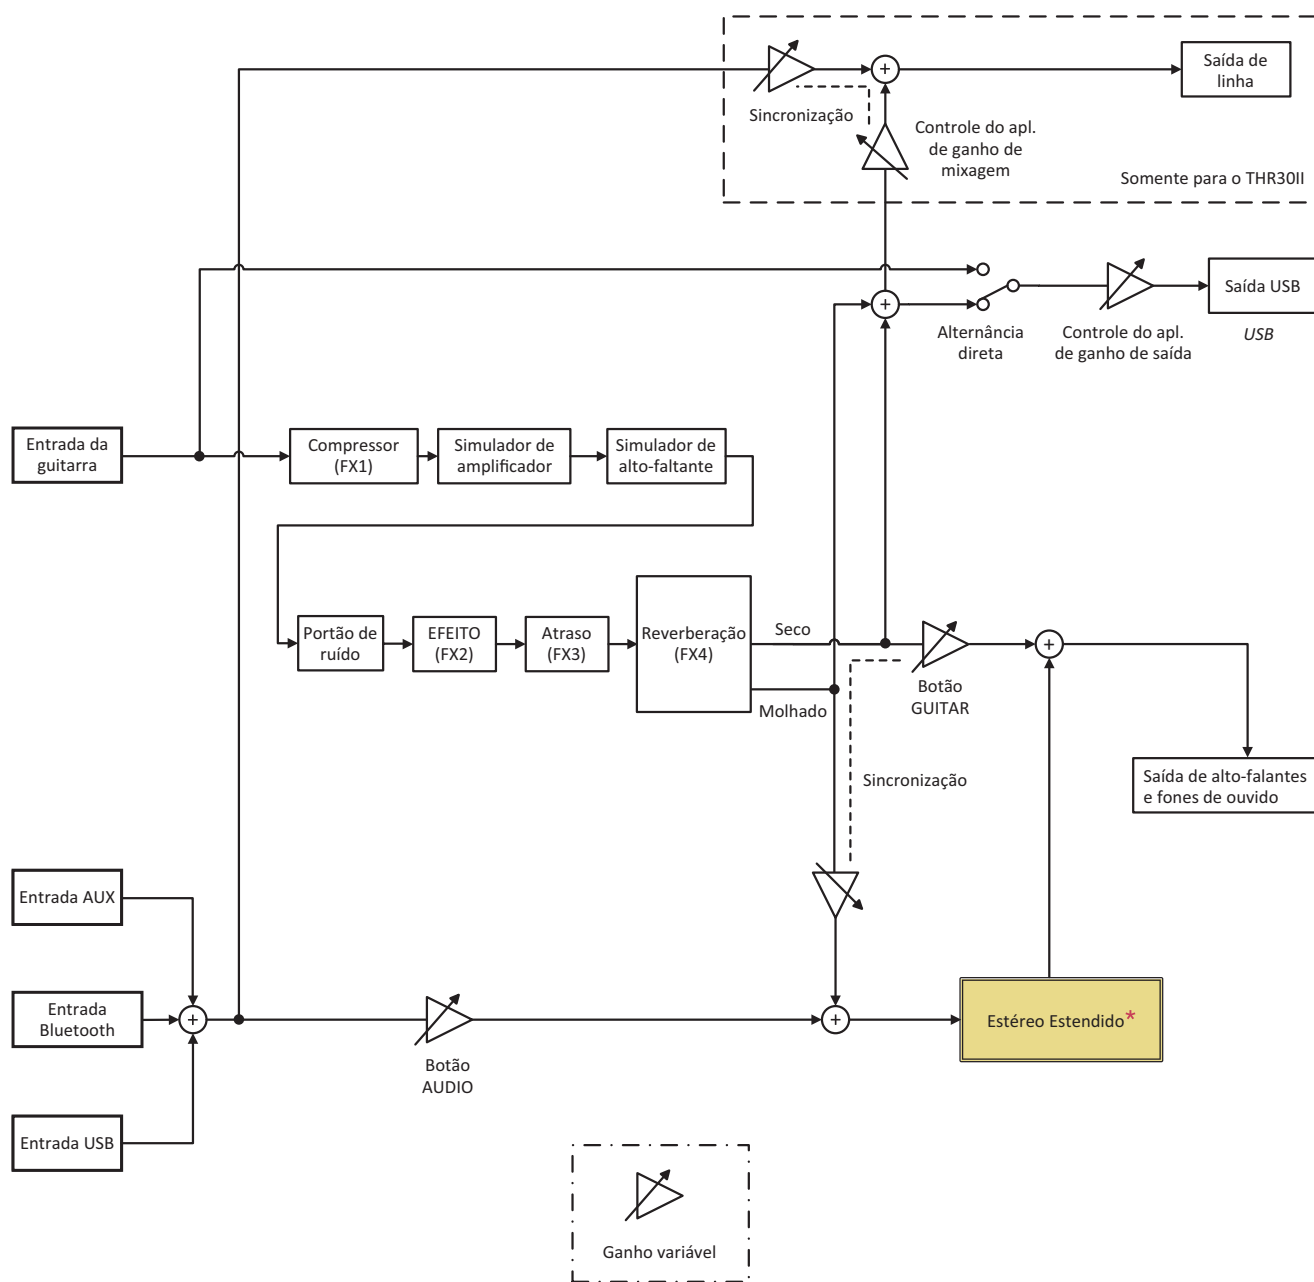 Saída de
linha
Sincronização
Controle do apl.
de ganho de
mixagem
Somente para o THR30II
Saída USB
USB
Alternância
direta
Controle do apl.
de ganho de saída
Entrada da
guitarra
Compressor
(FX1)
Simulador de
amplificador
Simulador de
alto-faltante
Portão de
ruído
EFEITO
(FX2)
Atraso
(FX3)
Reverberação
(FX4)
Seco
Molhado
Botão
GUITAR
Sincronização
Saída de alto-falantes
e fones de ouvido
Entrada AUX
Entrada
Bluetooth
Entrada USB
Botão
AUDIO
Estéreo Estendido*
Ganho variável